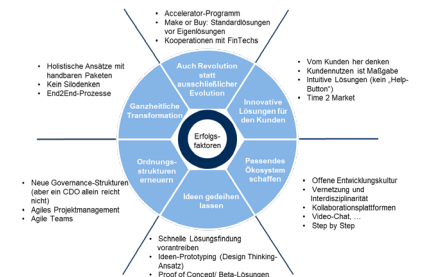 • Accelerator-Programm
• Make or Buy: Standardlösungen
vor Eigenlösungen
• Kooperationen mit FinTechs
• Holistische Ansätze mit
handbaren Paketen
• Kein Silodenken
• End2End-Prozesse
• Vom Kunden her denken
• Kundennutzen ist Maßgabe
• Intuitive Lösungen (kein „Help-
Button“)
• Time 2 Market
Auch Revolution
statt
ausschließlicher
Evolution
Ganzheitliche
Transformation
Innovative
Lösungen für
den Kunden
Erfolgs-
faktoren
Ordnungs-
strukturen
erneuern
Passendes
Ökosystem
schaffen
Ideen gedeihen
lassen
• Neue Governance-Strukturen
(aber ein CDO allein reicht
nicht)
• Agiles Projektmanagement
• Agile Teams
• Offene Entwicklungskultur
• Vernetzung und
Interdisziplinarität
• Kollaborationsplattformen
• Video-Chat, …
• Step by Step
• Schnelle Lösungsfindung
vorantreiben
• Ideen-Prototyping (Design Thinking-
Ansatz)
• Proof of Concept/ Beta-Lösungen